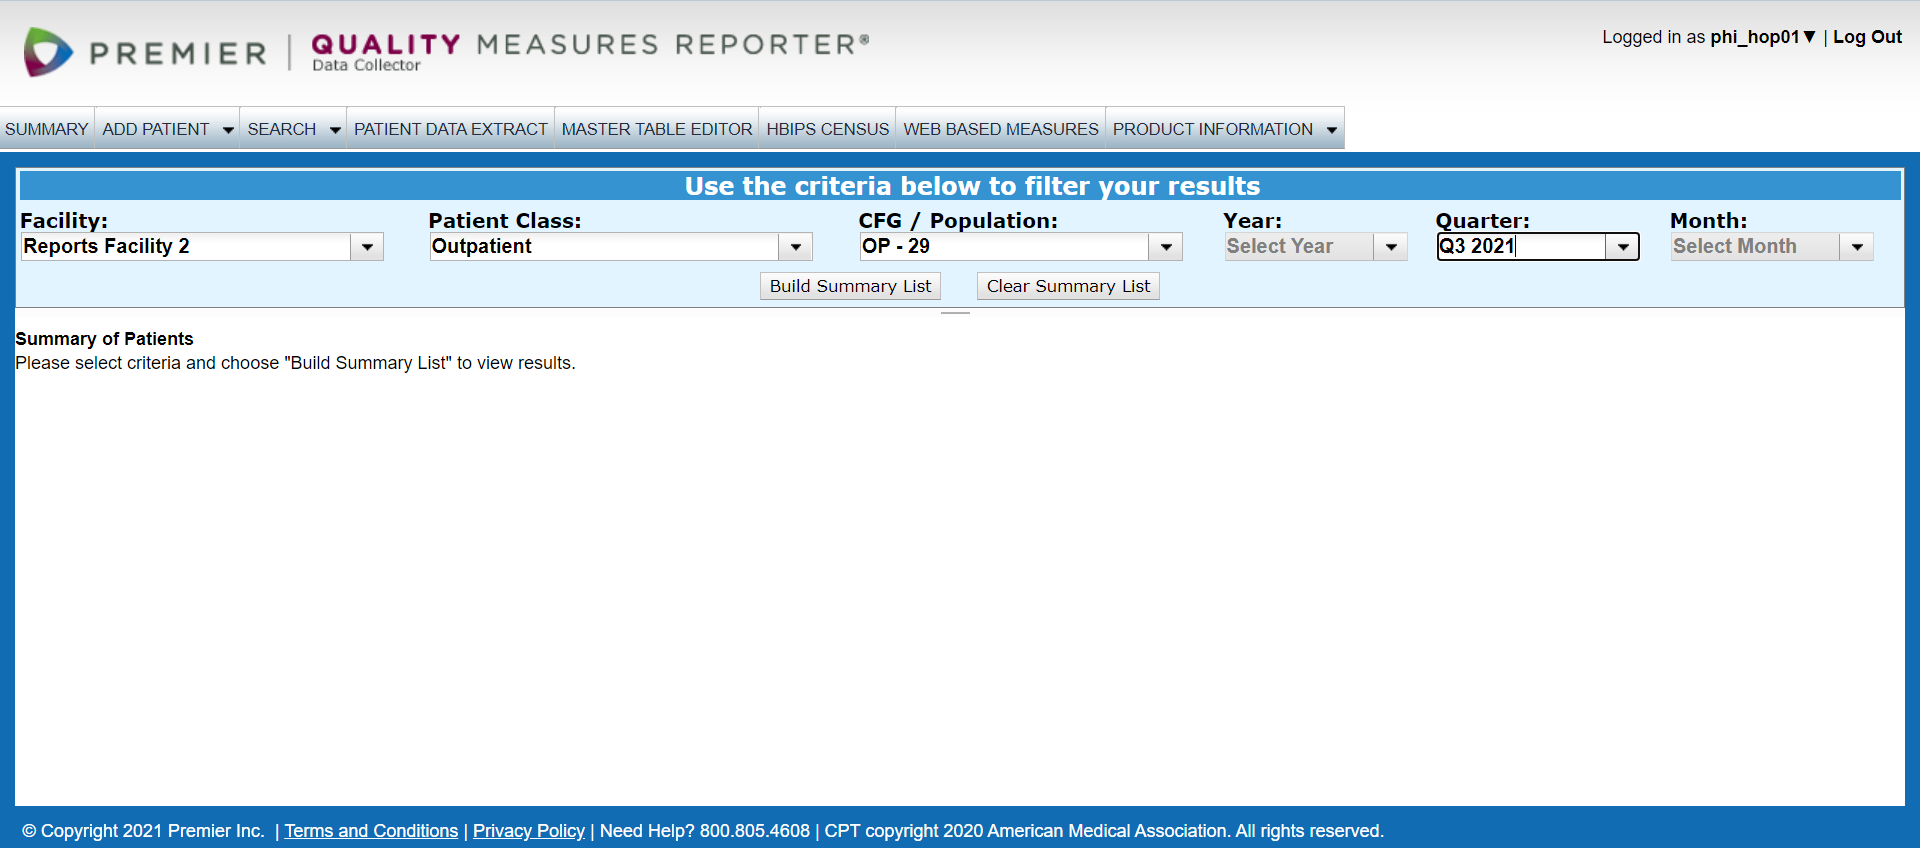 PREMIER | QUALITY MEASURES REPORTER®
Data Collector
Logged in as phi_hop01▼ | Log Out
SUMMARY ADD PATIENT SEARCH PATIENT DATA EXTRACT MASTER TABLE EDITOR HBIPS CENSUS WEB BASED MEASURES PRODUCT INFORMATION
Use the criteria below to filter your results
Facility: Patient Class: CFG / Population: Year: Quarter: Month:
Reports Facility 2 Outpatient OP - 29 Select Year Q3 2021 Select Month
Build Summary List Clear Summary List
Summary of Patients
Please select criteria and choose "Build Summary List" to view results.
© Copyright 2021 Premier Inc. | Terms and Conditions | Privacy Policy | Need Help? 800.805.4608 | CPT copyright 2020 American Medical Association. All rights reserved.